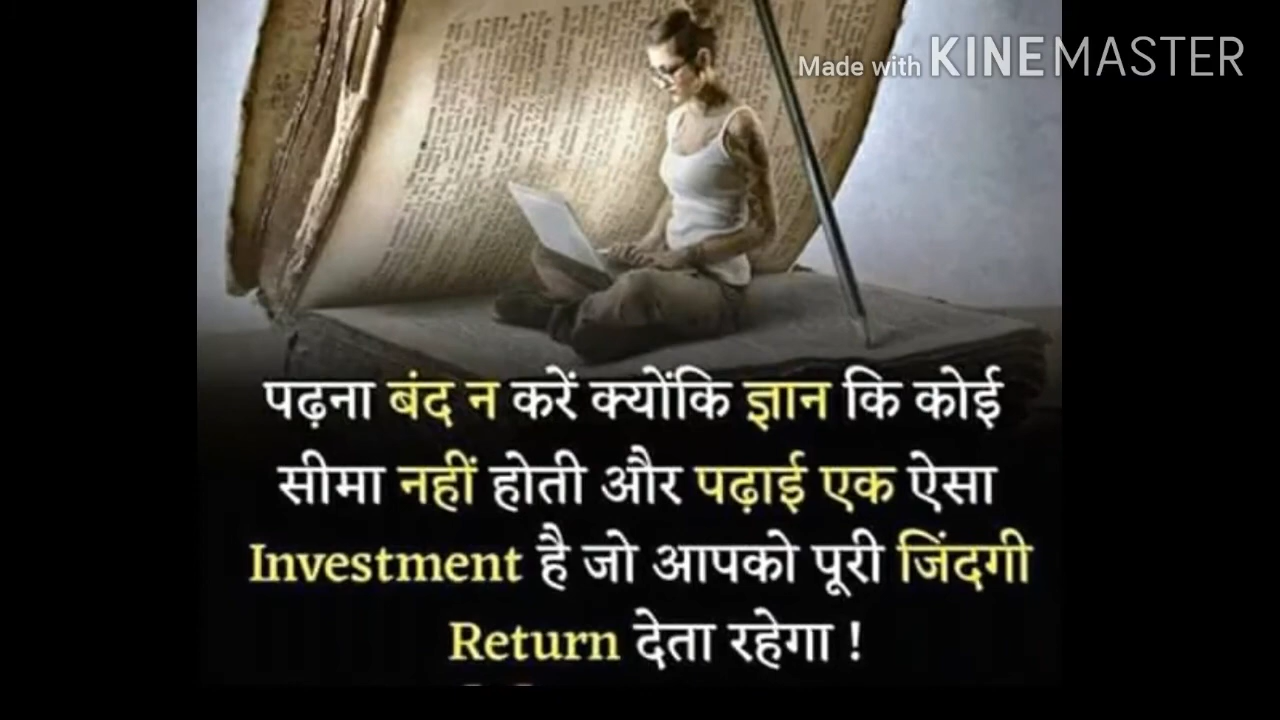 Made with KINEMASTER
पढ़ना बंद न करें क्योंकि ज्ञान कि कोई
सीमा नहीं होती और पढ़ाई एक ऐसा
Investment है जो आपको पूरी जिंदगी
Return देता रहेगा !